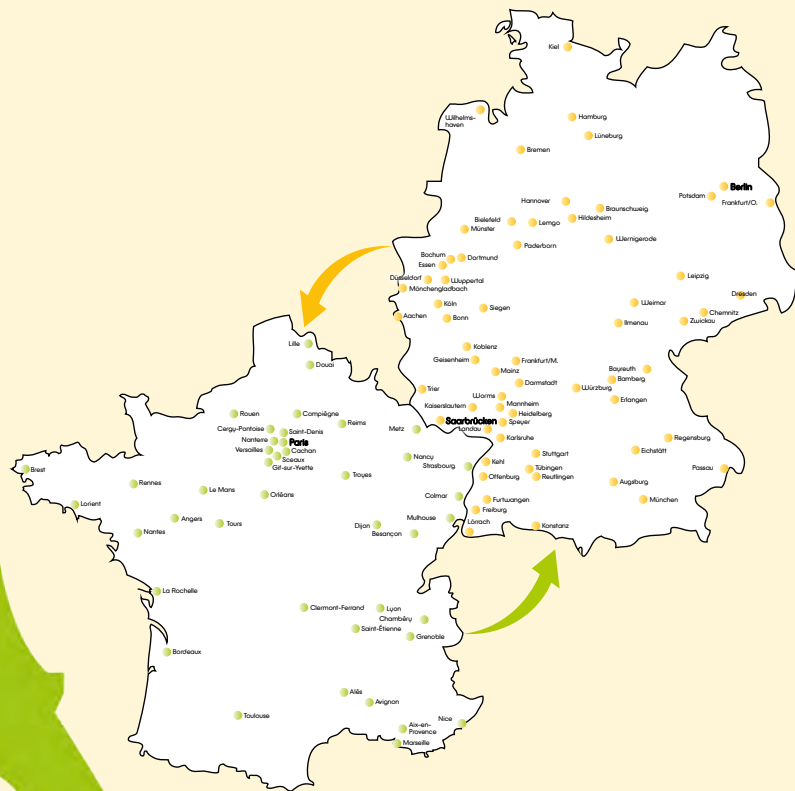 Kiel
Wilhelms-
haven
Hamburg
Lüneburg
Bremen
Berlin
Potsdam
Frankfurt/O.
Hannover
Braunschweig
Hildesheim
Bielefeld
Lemgo
Münster
Wernigerode
Paderborn
Bochum
Dortmund
Essen
Leipzig
Düsseldorf
Wuppertal
Mönchengladbach
Dresden
Köln
Siegen
Weimar
Chemnitz
Aachen
Bonn
Ilmenau
Zwickau
Koblenz
Geisenheim
Frankfurt/M.
Mainz
Bayreuth
Bamberg
Trier
Darmstadt
Würzburg
Worms
Erlangen
Kaiserslautern
Mannheim
Heidelberg
Saarbrücken
Speyer
Landau
Karlsruhe
Regensburg
Eichstätt
Stuttgart
Kehl
Tübingen
Passau
Offenburg
Reutlingen
Augsburg
Furtwangen
München
Freiburg
Lörrach
Konstanz
Lille
Douai
Rouen
Compiègne
Reims
Cergy-Pontoise
Saint-Denis
Metz
Nanterre
Paris
Versailles
Cachan
Sceaux
Nancy
Gif-sur-Yvette
Strasbourg
Brest
Troyes
Rennes
Le Mans
Orléans
Colmar
Lorient
Angers
Tours
Mulhouse
Nantes
Dijon
Besançon
La Rochelle
Clermont-Ferrand
Lyon
Chambéry
Saint-Étienne
Grenoble
Bordeaux
Alès
Avignon
Toulouse
Nice
Aix-en-
Provence
Marseille